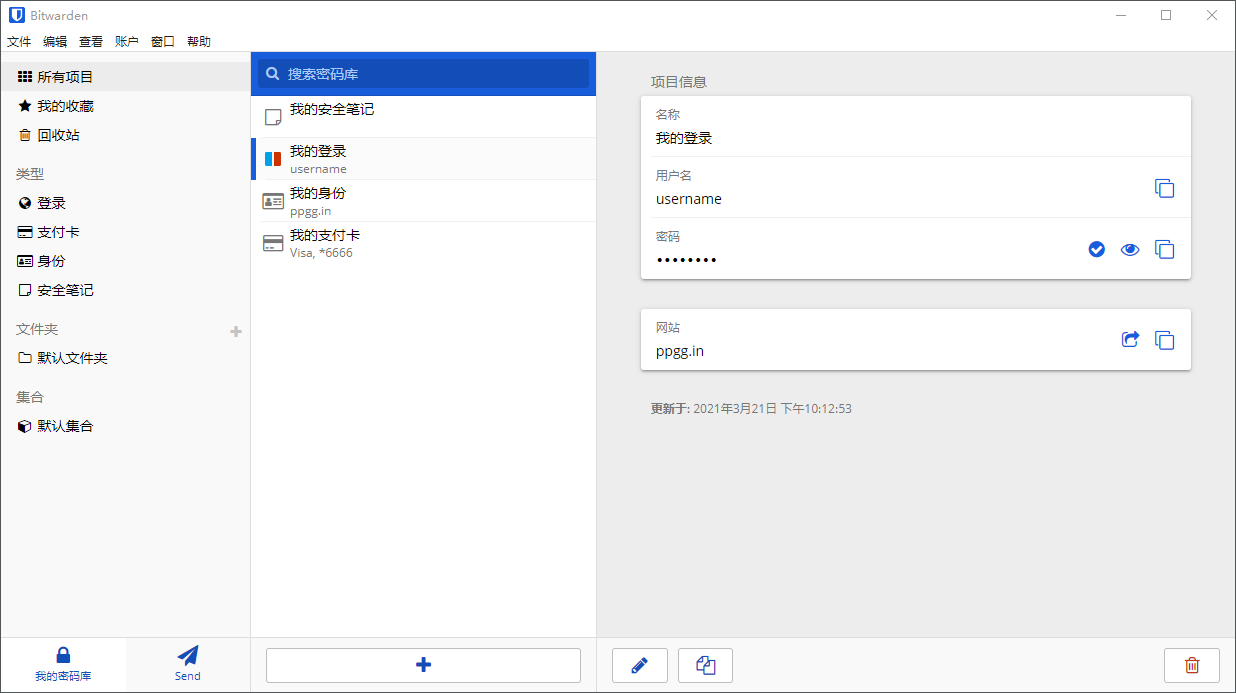 Bitwarden
文件 编辑 查看 账户 窗口 帮助
所有项目
我的收藏
回收站
类型
登录
支付卡
身份
安全笔记
文件夹
默认文件夹
集合
默认集合
我的密码库
Send
搜索密码库
我的安全笔记
我的登录
username
我的身份
ppgg.in
我的支付卡
Visa, *6666
项目信息
名称
我的登录
用户名
username
密码
••••••••
网站
ppgg.in
更新于: 2021年3月21日 下午10:12:53